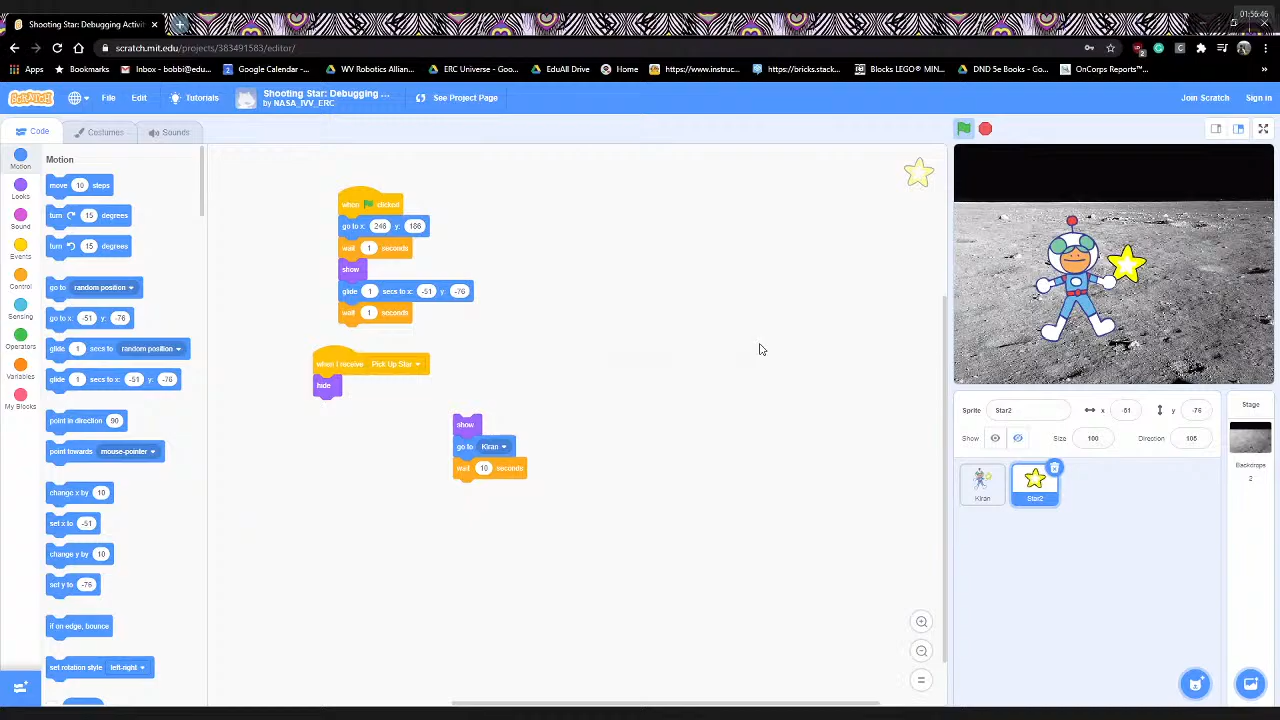 01:56:46
Shooting Star: Debugging Activi
scratch.mit.edu/projects/383491583/editor/
Apps
Bookmarks
Inbox - bobbi@edu...
Google Calendar -...
WV Robotics Allian...
ERC Universe - Goo...
EduAll Drive
Home
https://www.instruc...
https://bricks.stack...
Blocks LEGO® MIN...
DND 5e Books - Go...
OnCorps Reports™...
SCRATCH
File
Edit
Tutorials
Shooting Star: Debugging ...
by NASA_IVV_ERC
See Project Page
Join Scratch
Sign in
Code
Costumes
Sounds
Motion
Looks
Sound
Events
Control
Sensing
Operators
Variables
My Blocks
Motion
move 10 steps
turn 15 degrees
turn 15 degrees
go to random position
go to x: -51 y: -76
glide 1 secs to random position
glide 1 secs to x: -51 y: -76
point in direction 90
point towards mouse-pointer
change x by 10
set x to -51
change y by 10
set y to -76
if on edge, bounce
set rotation style left-right
when clicked
go to x: 248 y: 186
wait 1 seconds
show
glide 1 secs to x: -51 y: -76
wait 1 seconds
when I receive Pick Up Star
hide
show
go to Kiran
wait 10 seconds
Sprite Star2 x -51 y -76
Show Size 100 Direction 105
Kiran
Star2
Stage
Backdrops
2